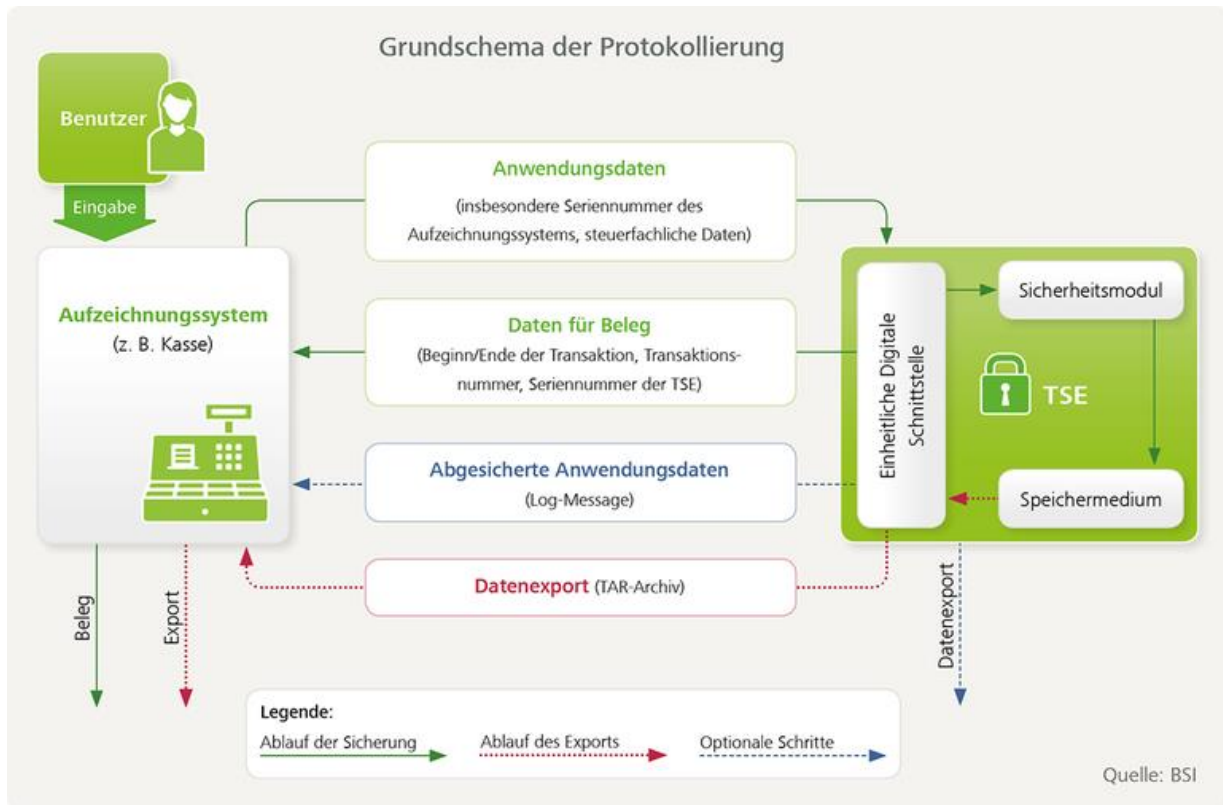 Grundschema der Protokollierung
Benutzer
Eingabe
Aufzeichnungssystem
(z. B. Kasse)
Anwendungsdaten
(insbesondere Seriennummer des
Aufzeichnungssystems, steuerfachliche Daten)
Daten für Beleg
(Beginn/Ende der Transaktion, Transaktions-
nummer, Seriennummer der TSE)
Abgesicherte Anwendungsdaten
(Log-Message)
Datenexport (TAR-Archiv)
Einheitliche Digitale
Schnittstelle
Sicherheitsmodul
TSE
Speichermedium
Beleg
Export
Datenexport
Legende:
Ablauf der Sicherung
Ablauf des Exports
Optionale Schritte
Quelle: BSI